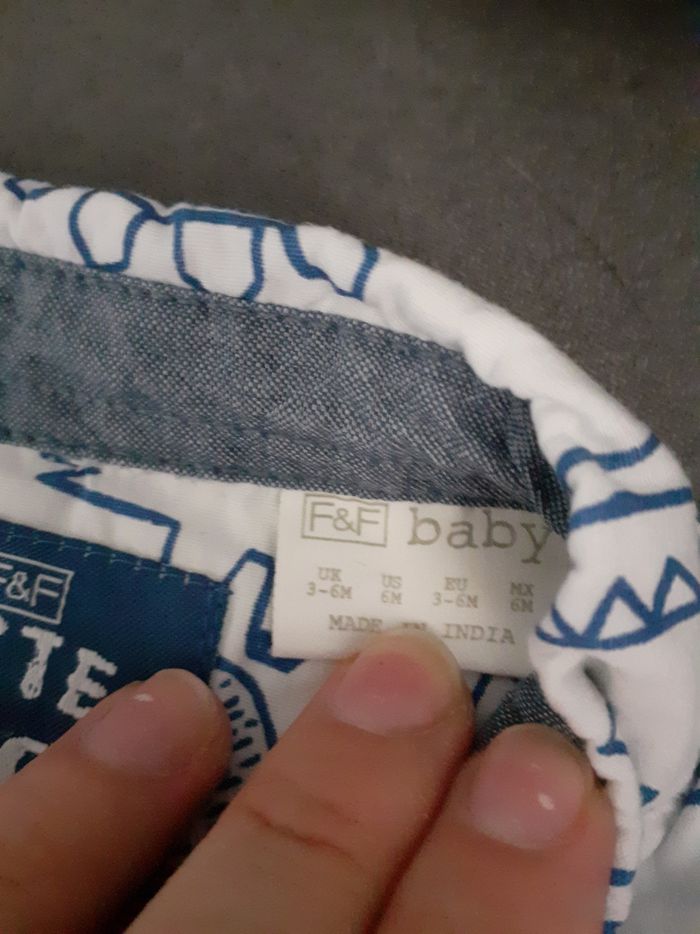 F&F baby
UK US EU MX
3-6M 6M 3-6M 6M
MADE IN INDIA
F&F